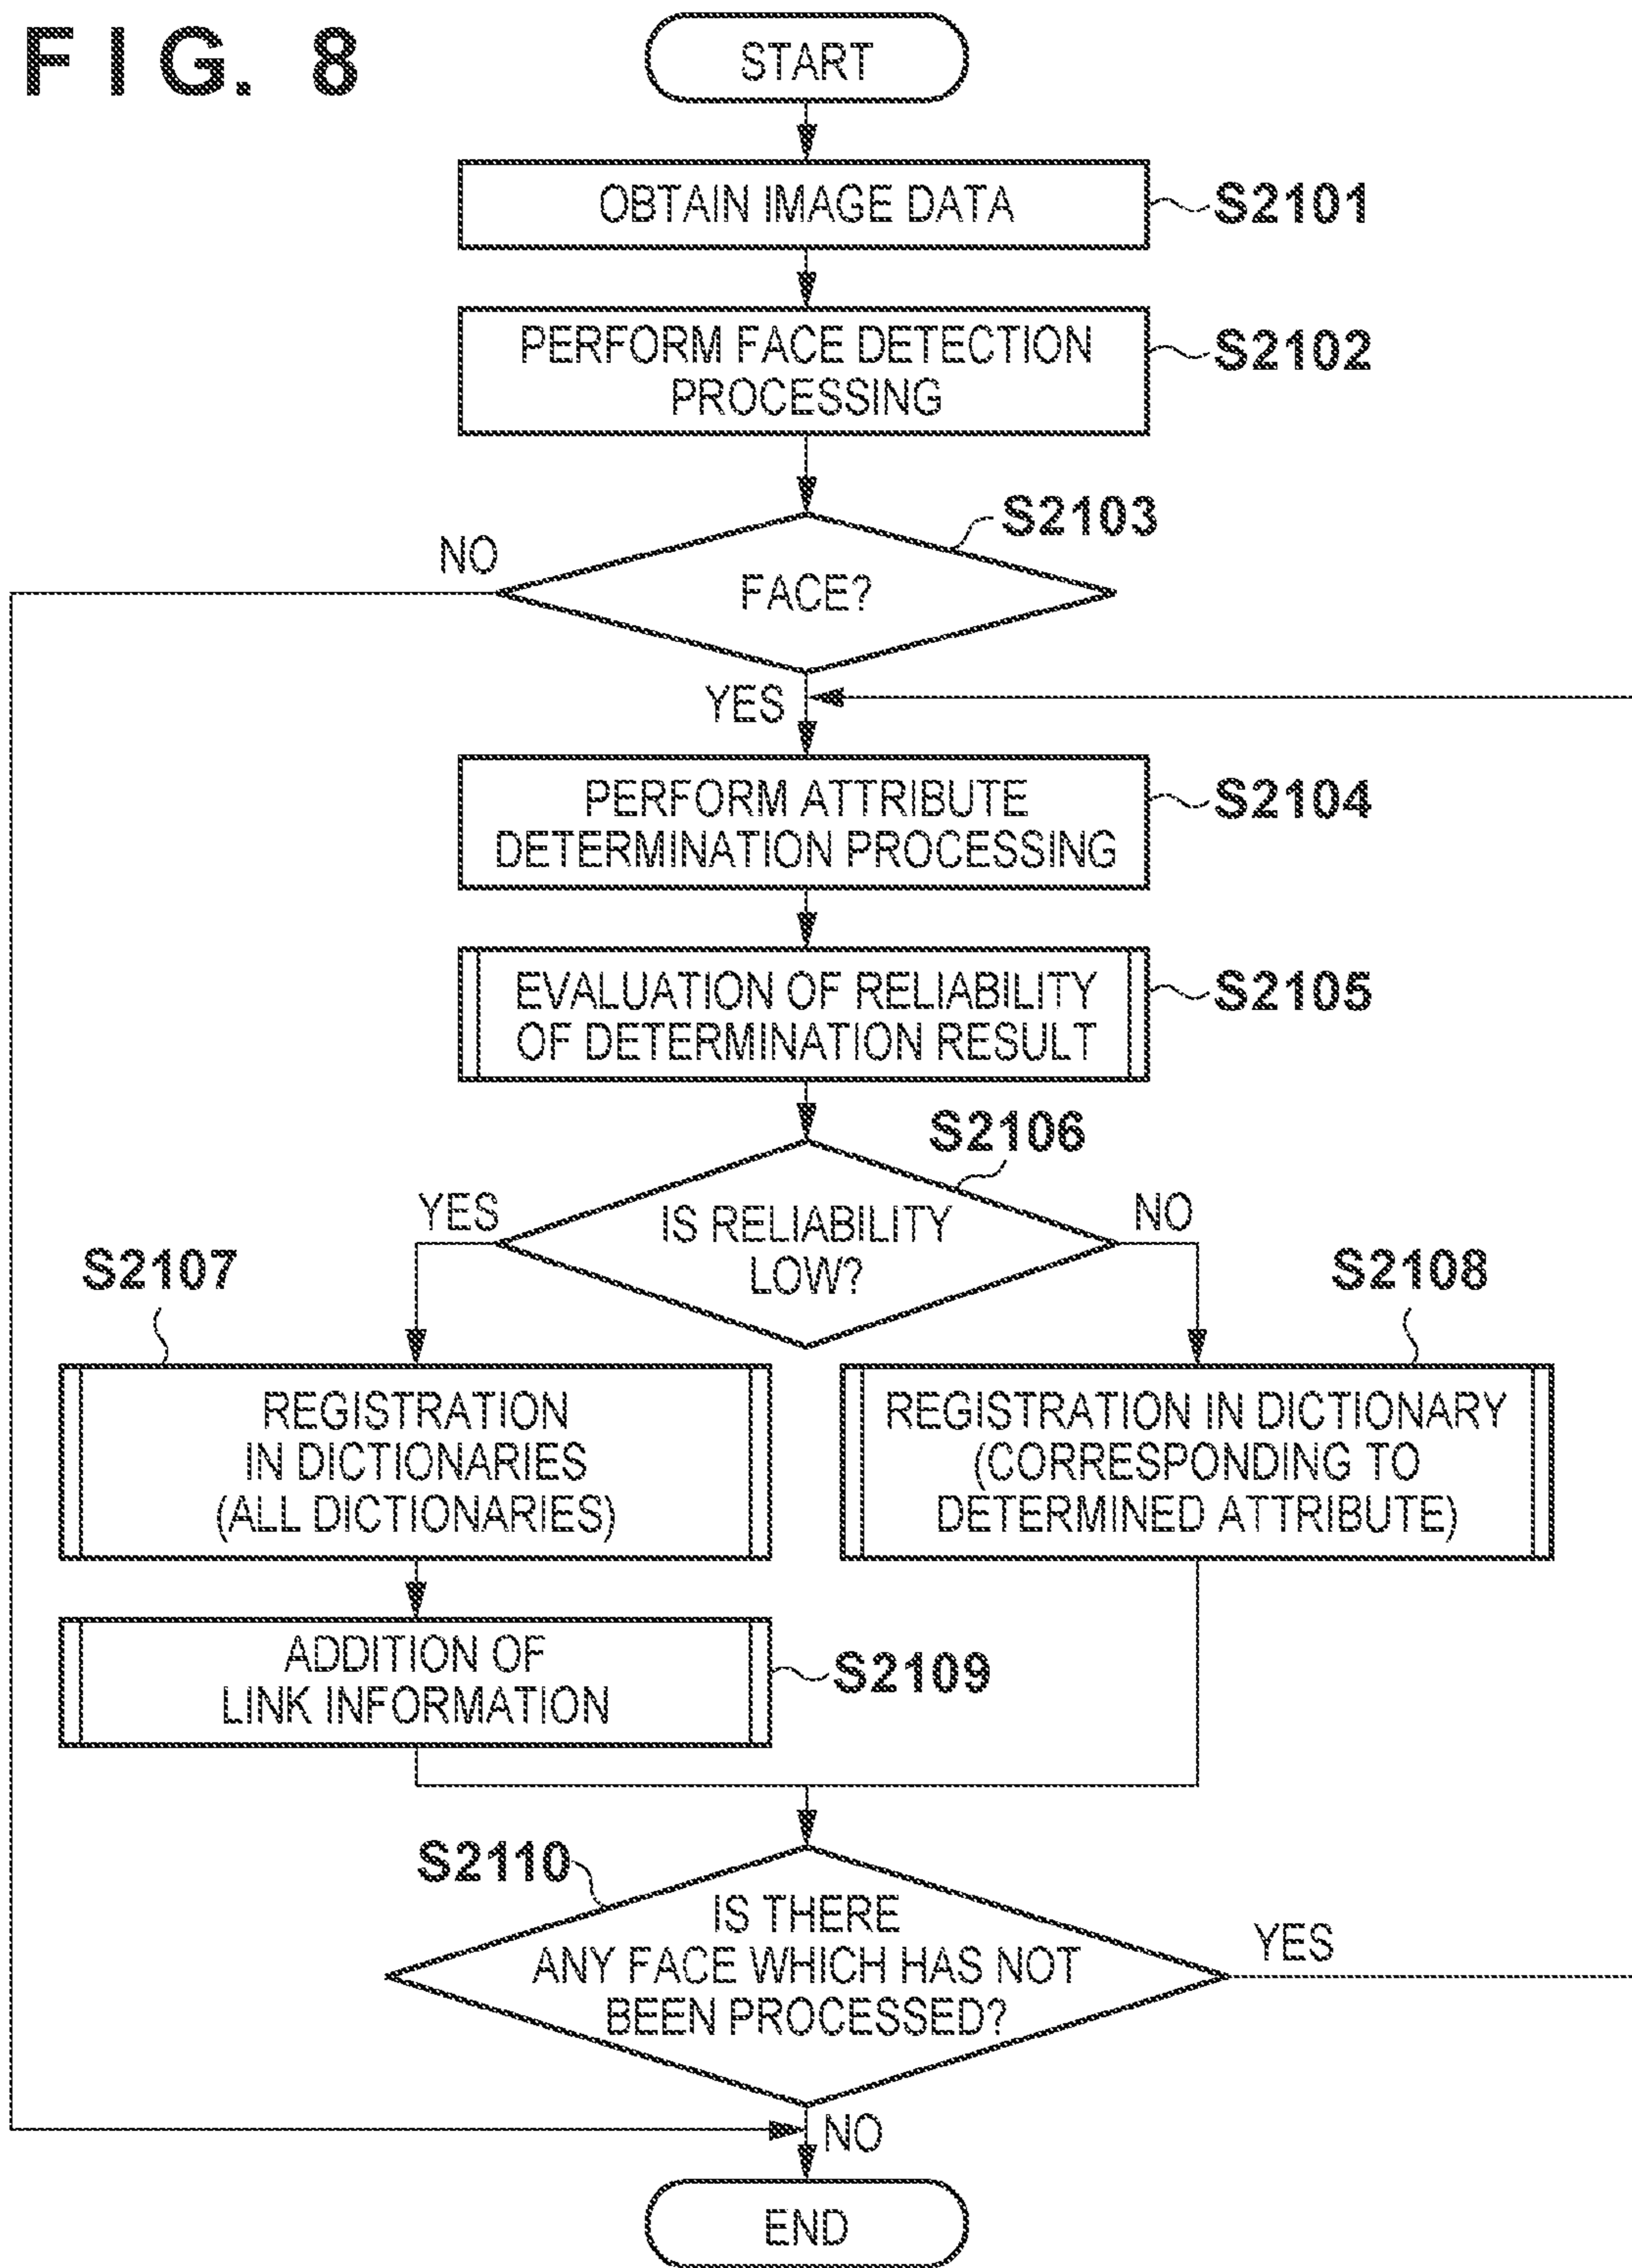 FIG. 8
START
OBTAIN IMAGE DATA
S2101
PERFORM FACE DETECTION
PROCESSING
S2102
S2103
NO
FACE?
YES
PERFORM ATTRIBUTE
DETERMINATION PROCESSING
S2104
EVALUATION OF RELIABILITY
OF DETERMINATION RESULT
S2105
S2106
YES
IS RELIABILITY
LOW?
NO
S2107
S2108
REGISTRATION
IN DICTIONARIES
(ALL DICTIONARIES)
REGISTRATION IN DICTIONARY
(CORRESPONDING TO
DETERMINED ATTRIBUTE)
ADDITION OF
LINK INFORMATION
S2109
S2110
IS THERE
ANY FACE WHICH HAS NOT
BEEN PROCESSED?
YES
NO
END